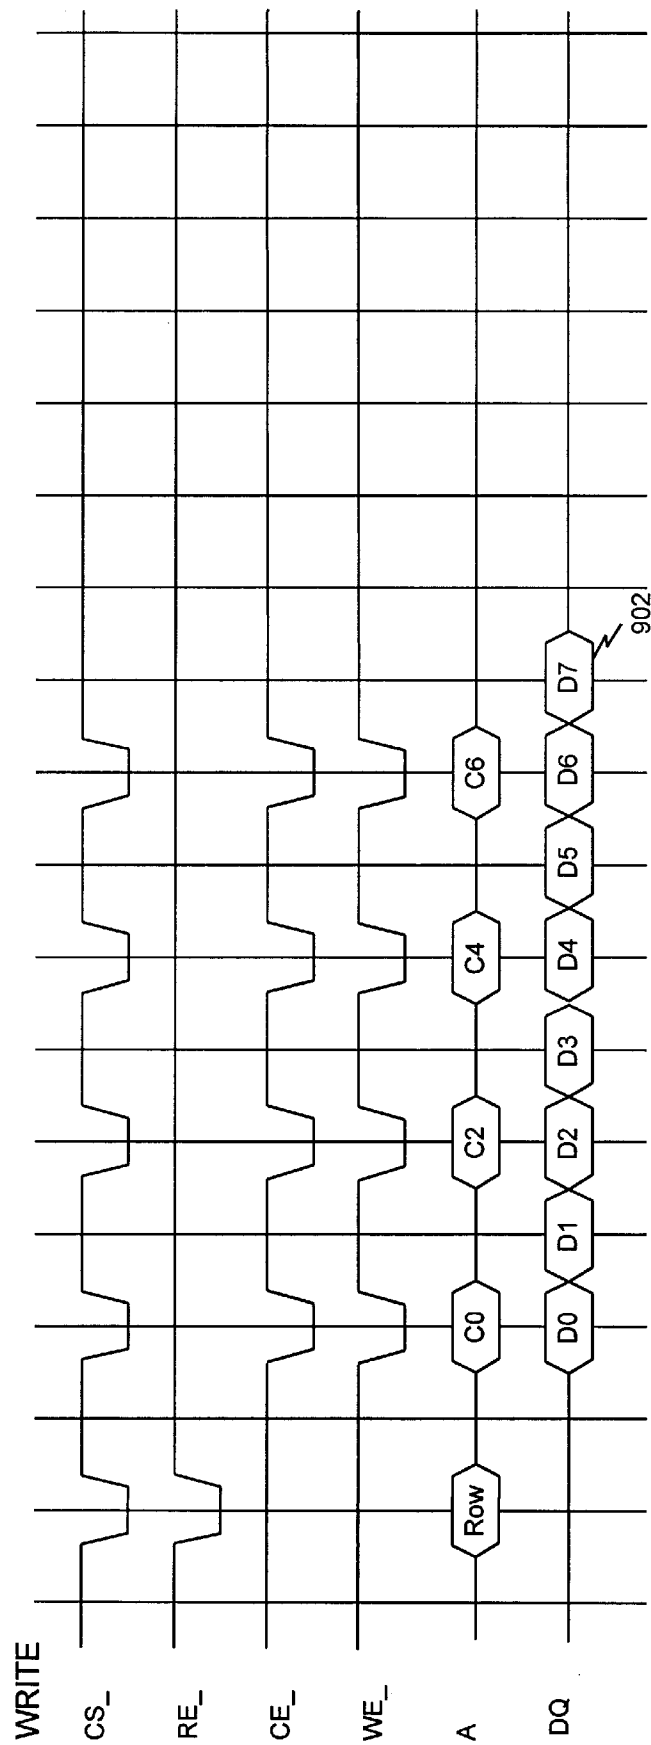 WRITE
CS_
RE_
CE_
WE_
A Row C0 C2 C4 C6
DQ D0 D1 D2 D3 D4 D5 D6 D7
902